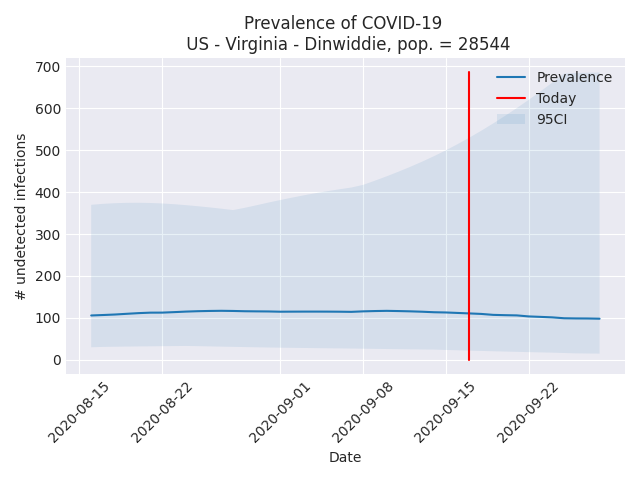 Prevalence of COVID-19
US - Virginia - Dinwiddie, pop. = 28544
700
600
500
400
300
200
100
0
# undetected infections
Prevalence
Today
95CI
2020-08-15
2020-08-22
2020-09-01
2020-09-08
2020-09-15
2020-09-22
Date